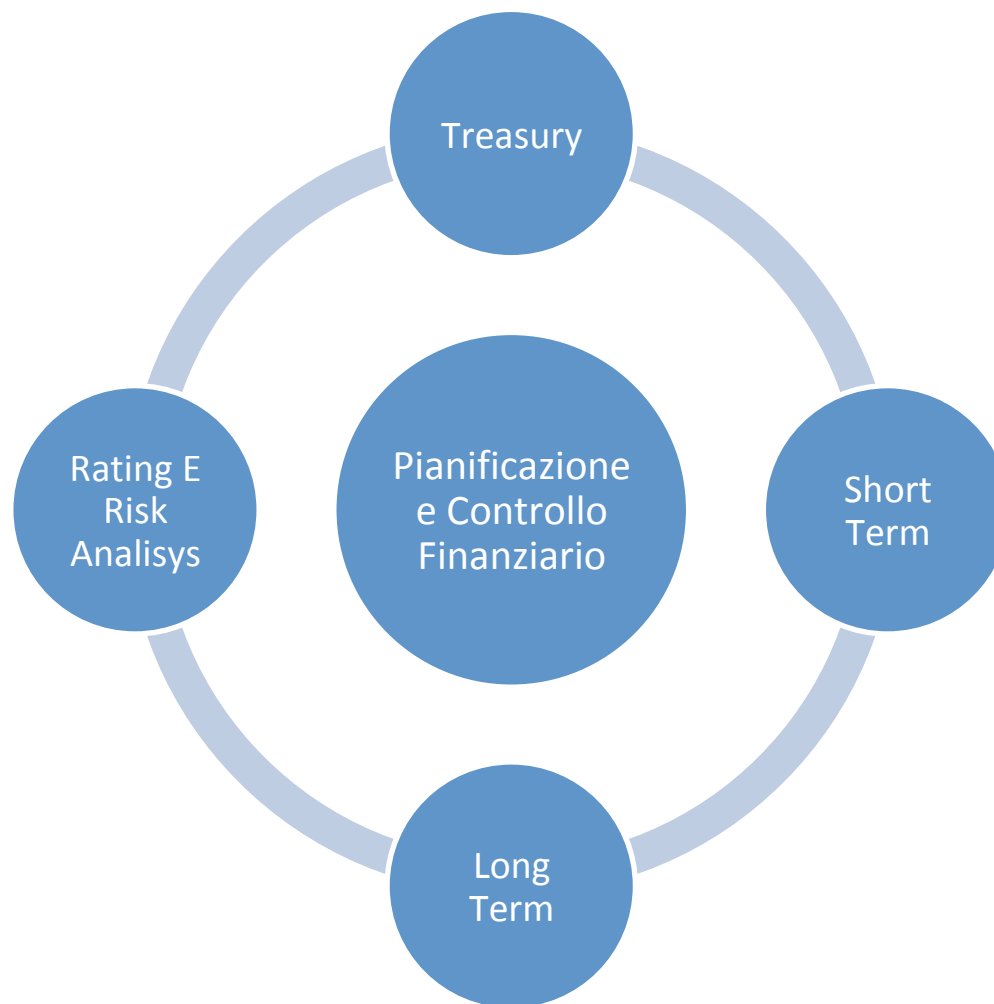 Treasury
Rating E
Risk
Analisys
Pianificazione
e Controllo
Finanziario
Short
Term
Long
Term